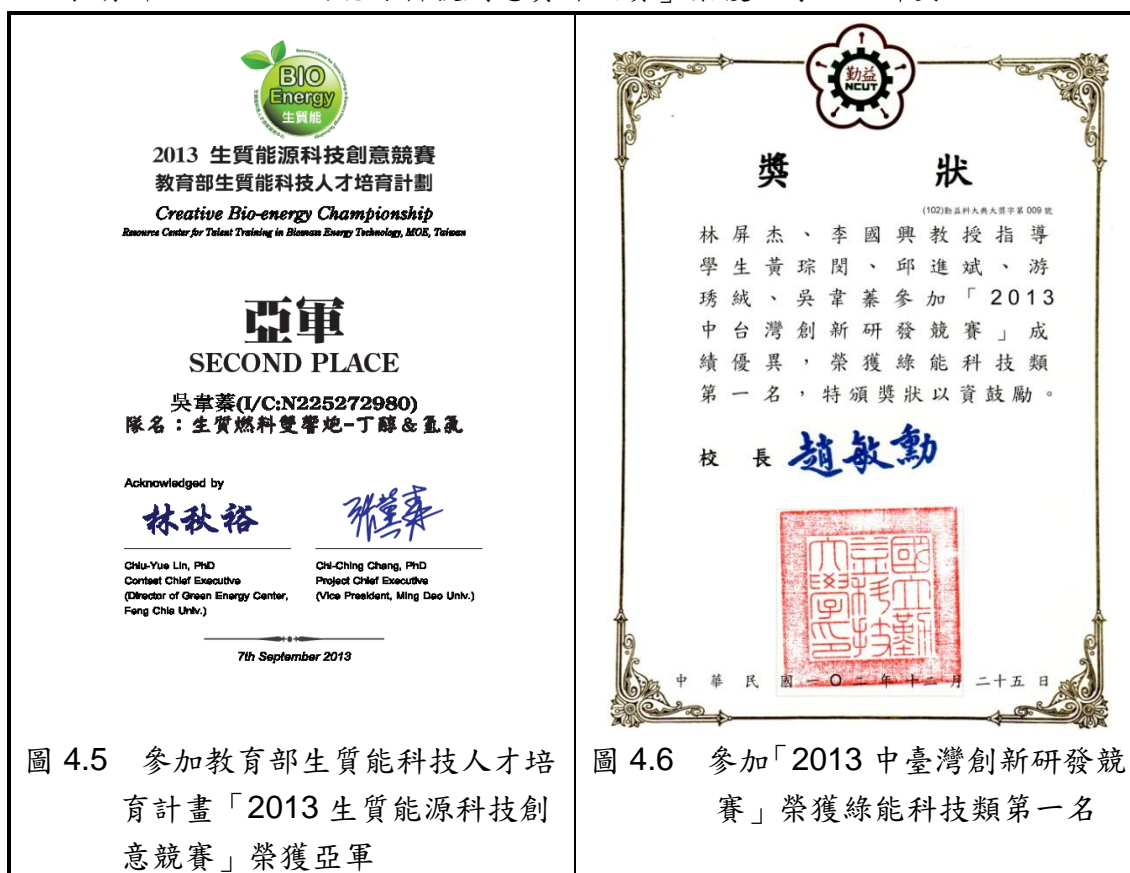 BIO
Energy
生質能
2013 生質能源科技創意競賽
教育部生質能科技人才培育計劃
Creative Bio-energy Championship
Resource Center for Talent Training in Biomass Energy Technology, MOE, Taiwan
亞軍
SECOND PLACE
吳韋蓁(I/C:N225272980)
隊名：生質燃料雙響炮-丁醇&氫氣
Acknowledged by
林秋裕
Chiu-Yue Lin, PhD
Contest Chief Executive
(Director of Green Energy Center,
Feng Chia Univ.)
Chi-Ching Chang, PhD
Project Chief Executive
(Vice President, Ming Dao Univ.)
7th September 2013
圖 4.5 參加教育部生質能科技人才培
育計畫「2013 生質能源科技創
意競賽」榮獲亞軍
勤益
NCUT
獎 狀
(102)勤益科大典大獎字第 009 號
林屏杰、李國興教授指導
學生黃琮閔、邱進斌、游
琇絨、吳韋蓁參加「2013
中台灣創新研發競賽」成
績優異，榮獲綠能科技類
第一名，特頒獎狀以資鼓勵。
校 長 趙敏勳
國立勤益科技大學印
中華民國一〇二年十二月二十五日
圖 4.6 參加「2013 中臺灣創新研發競
賽」榮獲綠能科技類第一名